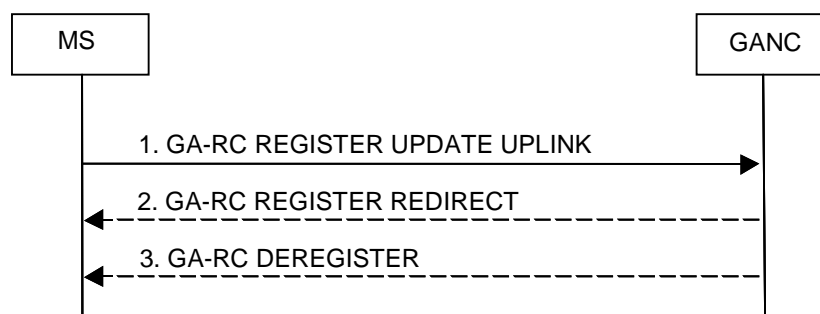 MS
GANC
1. GA-RC REGISTER UPDATE UPLINK
2. GA-RC REGISTER REDIRECT
3. GA-RC DEREGISTER